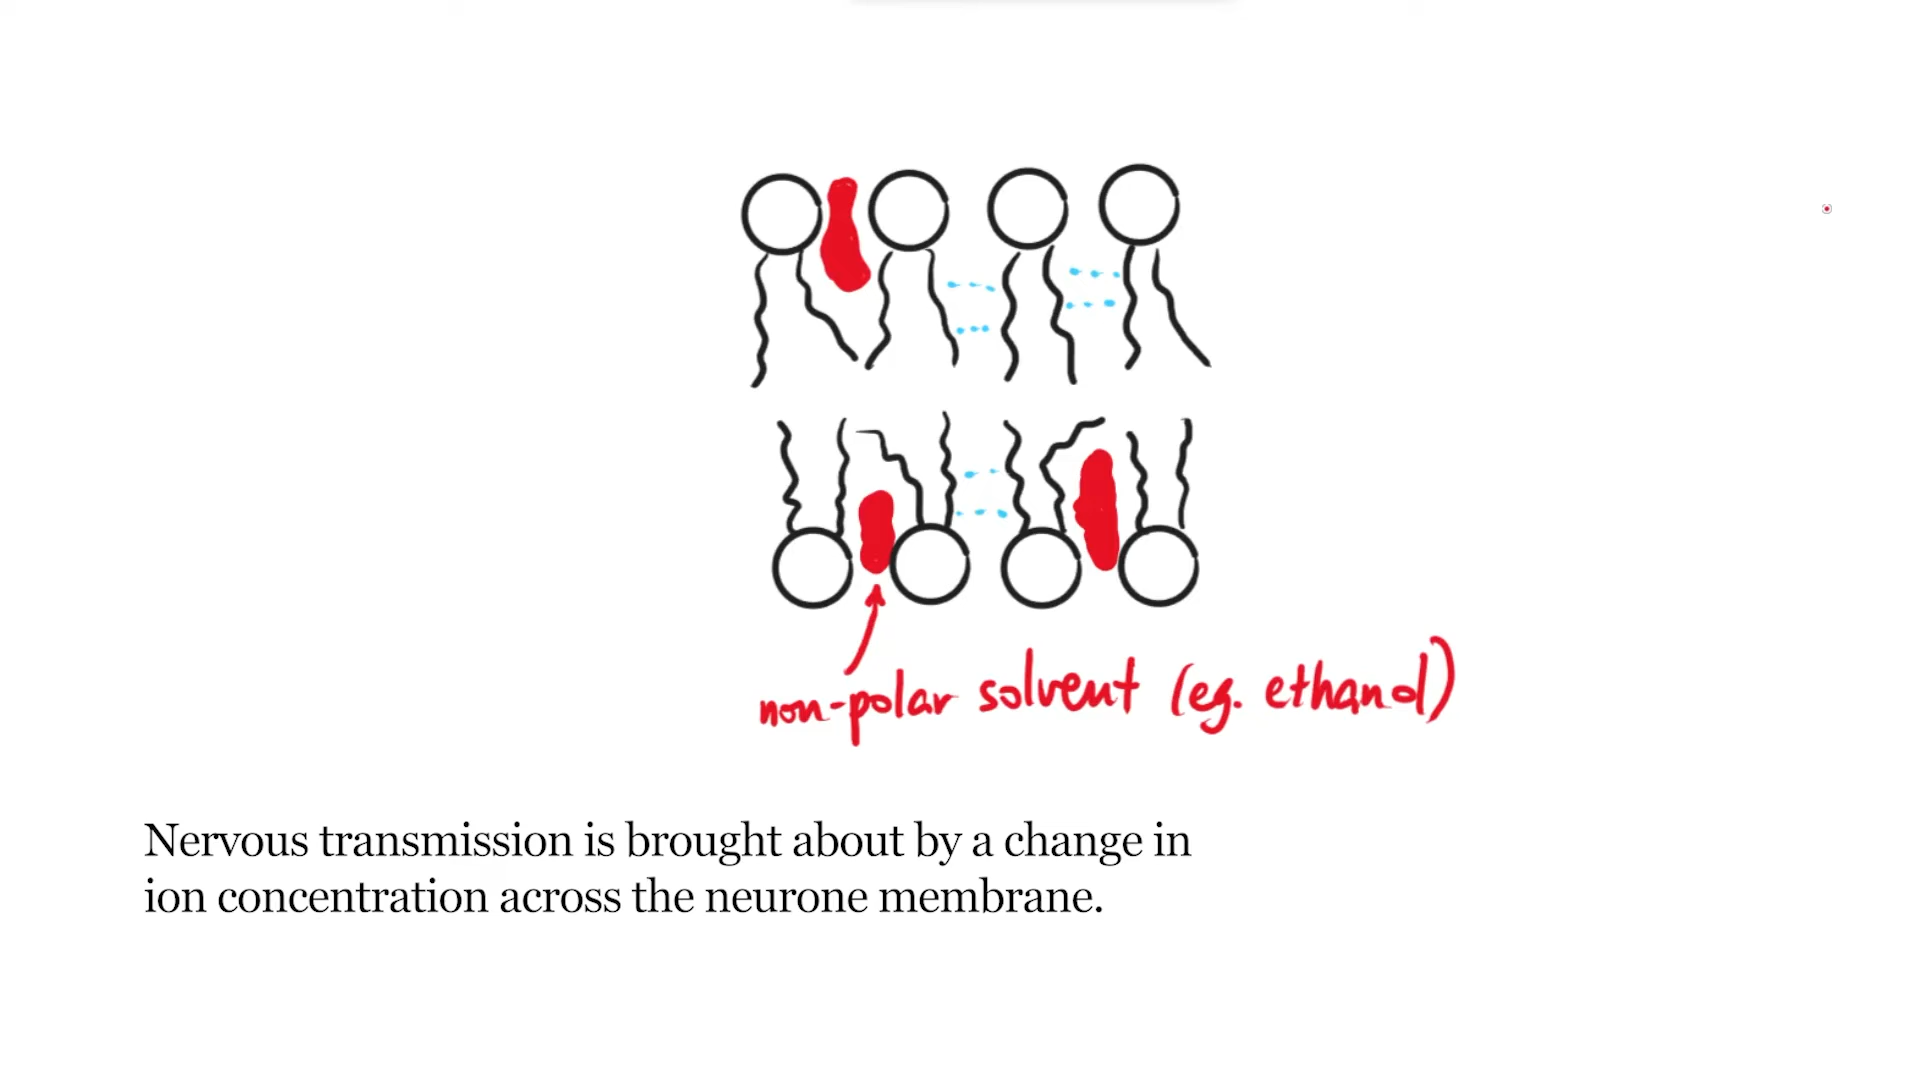 non-polar solvent (eg. ethanol)
Nervous transmission is brought about by a change in
ion concentration across the neurone membrane.